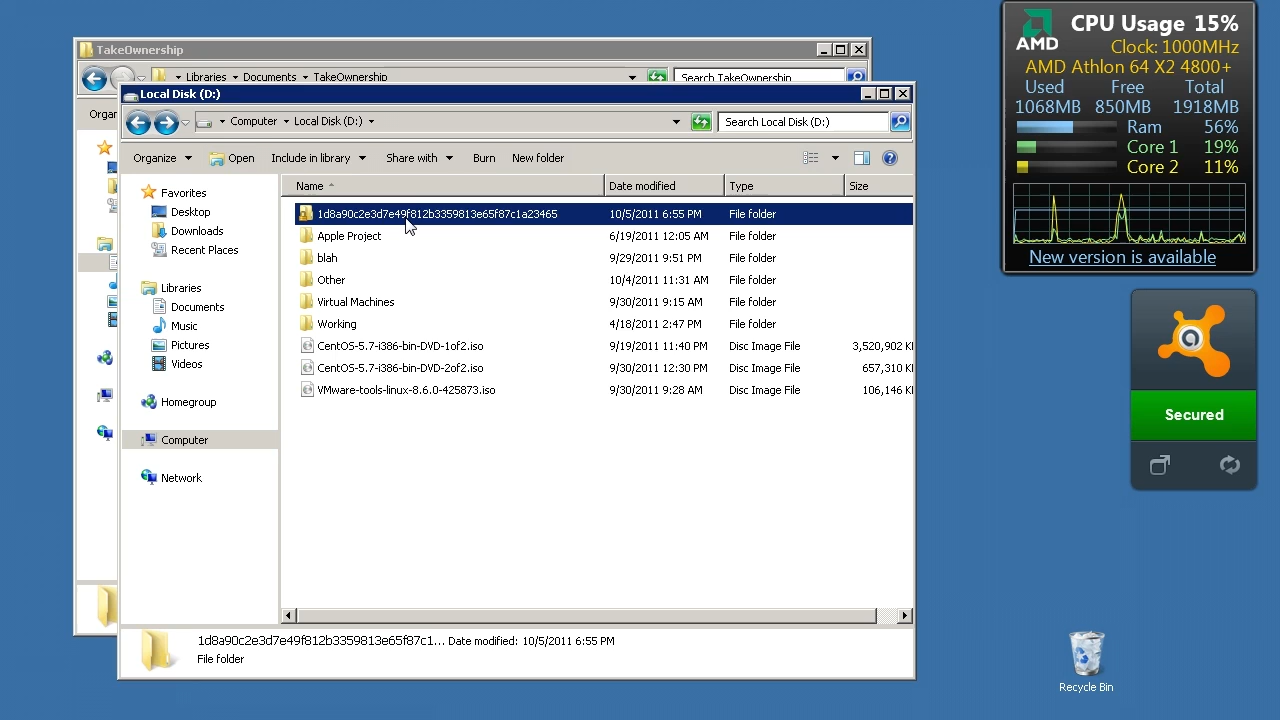 TakeOwnership
Libraries Documents TakeOwnership
Search TakeOwnership
Orgar
Local Disk (D:)
Computer Local Disk (D:)
Search Local Disk (D:)
Organize Open Include in library Share with Burn New folder
Name Date modified Type Size
Favorites
Desktop
Downloads
Recent Places
Libraries
Documents
Music
Pictures
Videos
Homegroup
Computer
Network
1d8a90c2e3d7e49f812b3359813e65f87c1a23465 10/5/2011 6:55 PM File folder
Apple Project 6/19/2011 12:05 AM File folder
blah 9/29/2011 9:51 PM File folder
Other 10/4/2011 11:31 AM File folder
Virtual Machines 9/30/2011 9:15 AM File folder
Working 4/18/2011 2:47 PM File folder
CentOS-5.7-i386-bin-DVD-1of2.iso 9/19/2011 11:40 PM Disc Image File 3,520,902 K
CentOS-5.7-i386-bin-DVD-2of2.iso 9/30/2011 12:30 PM Disc Image File 657,310 K
VMware-tools-linux-8.6.0-425873.iso 9/30/2011 9:28 AM Disc Image File 106,146 K
1d8a90c2e3d7e49f812b3359813e65f87c1... Date modified: 10/5/2011 6:55 PM
File folder
AMD
CPU Usage 15%
Clock: 1000MHz
AMD Athlon 64 X2 4800+
Used Free Total
1068MB 850MB 1918MB
Ram 56%
Core 1 19%
Core 2 11%
New version is available
Secured
Recycle Bin